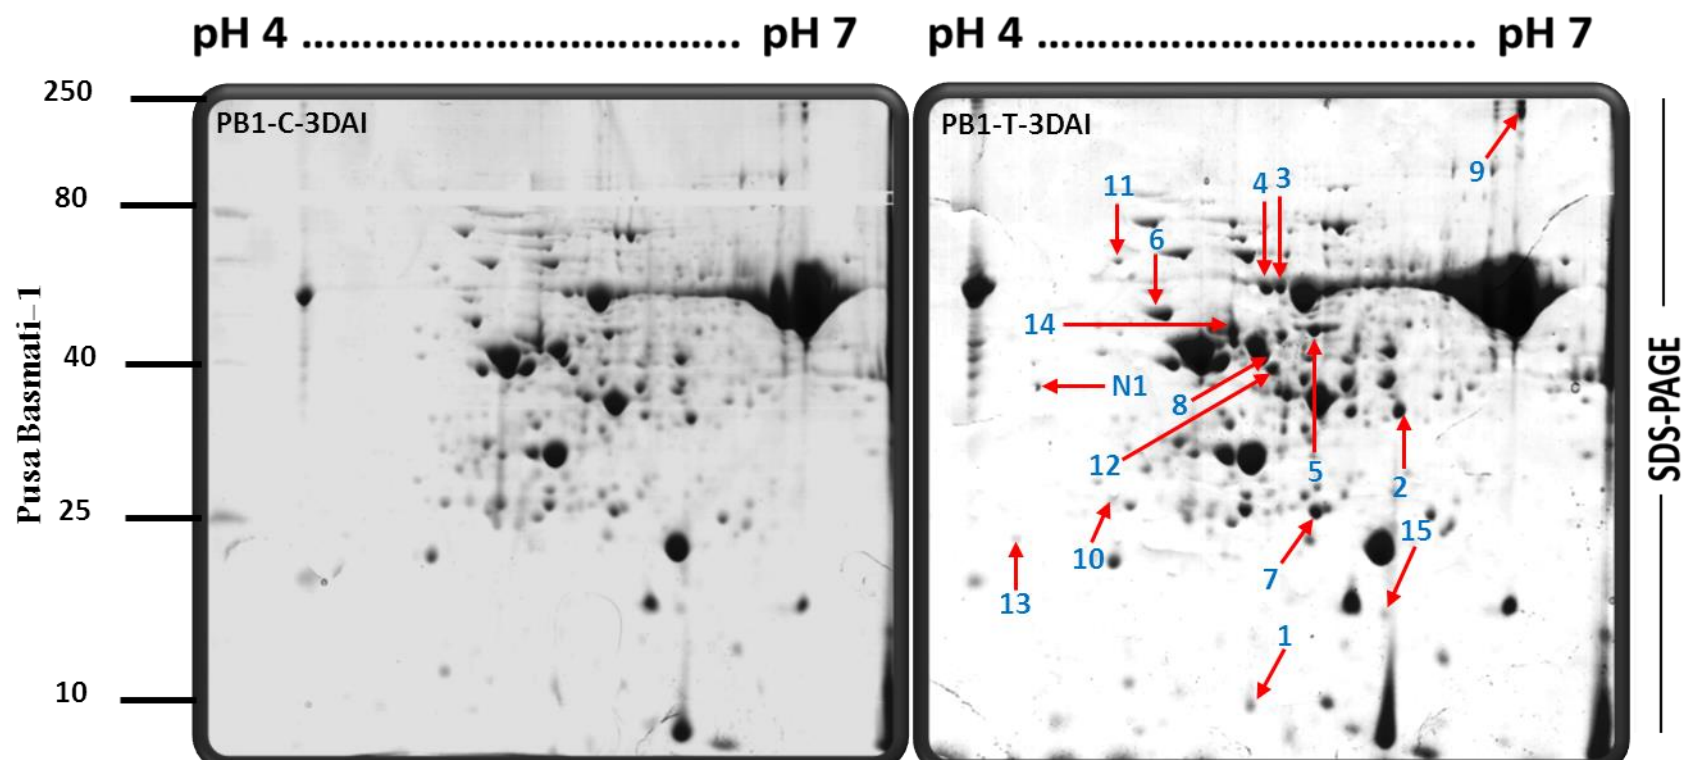 pH 4 ....................................... pH 7
pH 4 ....................................... pH 7
250
80
40
25
10
Pusa Basmati–1
PB1-C-3DAI
PB1-T-3DAI
9
11
4
3
6
14
N1
8
12
5
2
15
10
7
13
1
SDS-PAGE